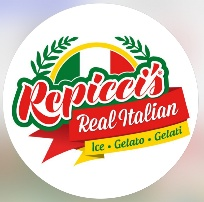 Repicci's
Real Italian
Ice • Gelato • Gelati